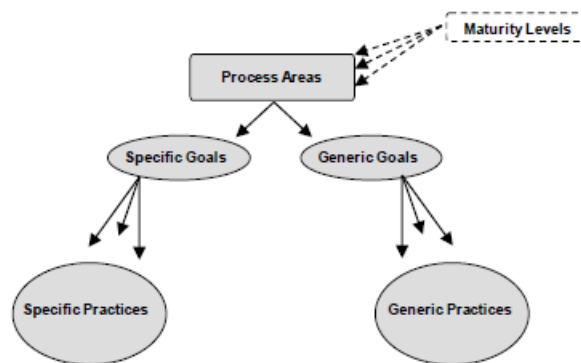 Maturity Levels
Process Areas
Specific Goals
Generic Goals
Specific Practices
Generic Practices